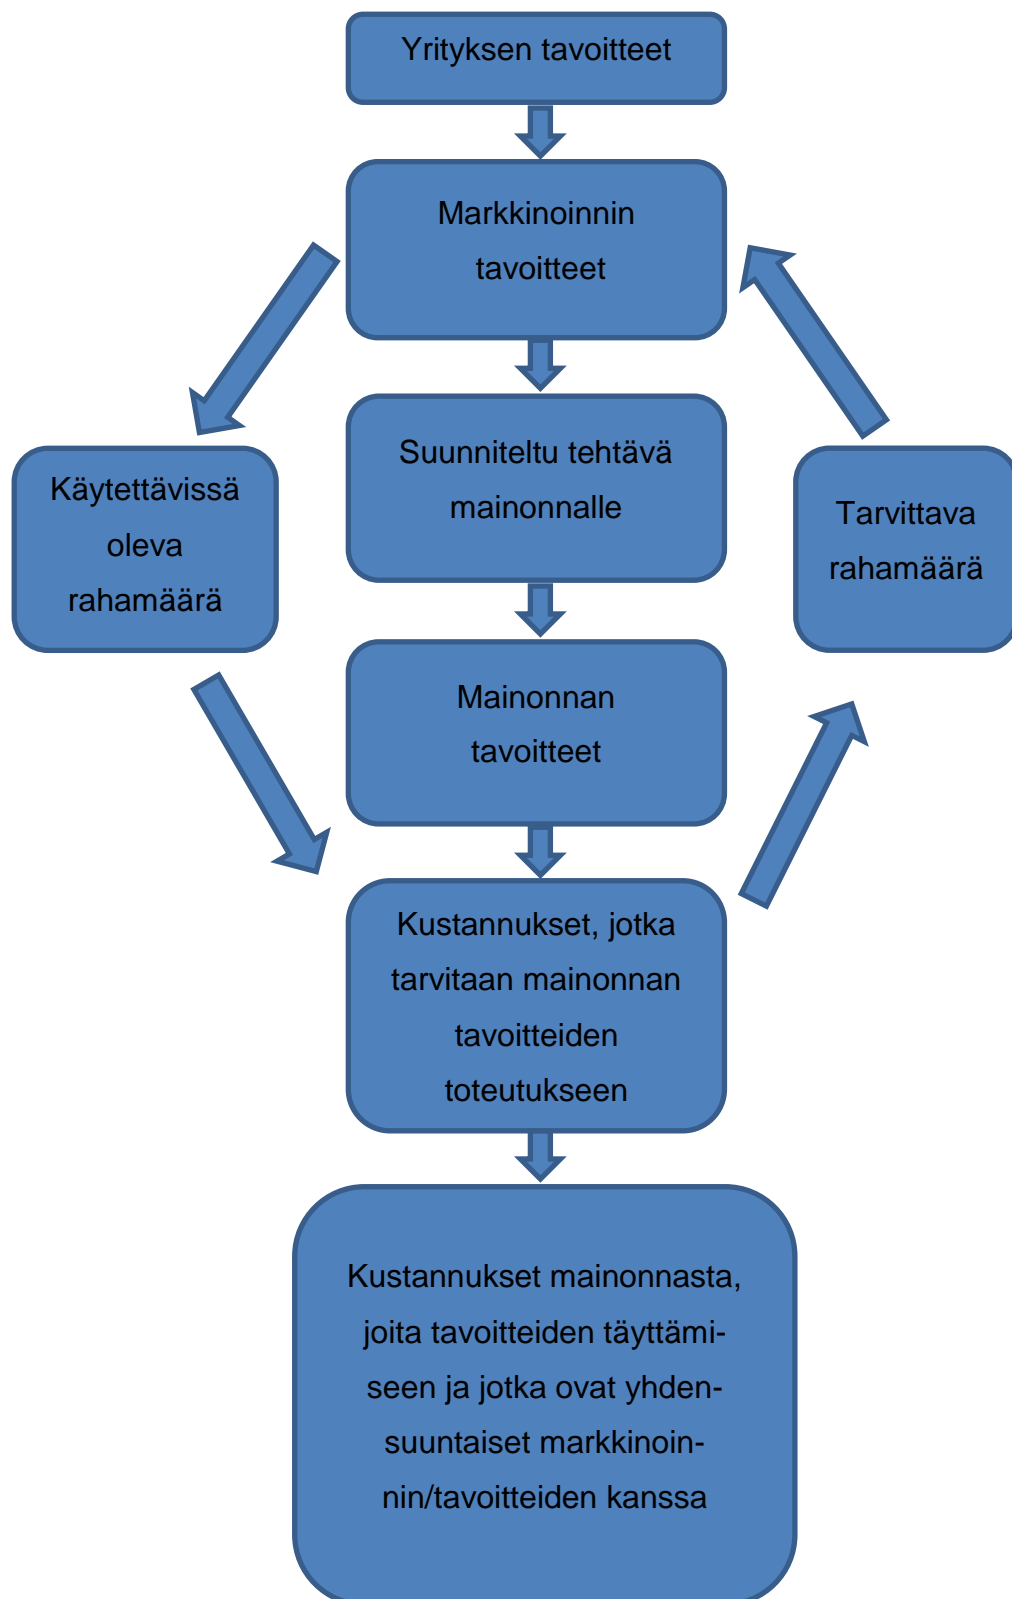 Yrityksen tavoitteet
Markkinoinnin
tavoitteet
Suunniteltu tehtävä
mainonnalle
Käytettävissä
oleva
rahamäärä
Tarvittava
rahamäärä
Mainonnan
tavoitteet
Kustannukset, jotka
tarvitaan mainonnan
tavoitteiden
toteutukseen
Kustannukset mainonnasta,
joita tavoitteiden täyttämi-
seen ja jotka ovat yhden-
suuntaiset markkinoin-
nin/tavoitteiden kanssa